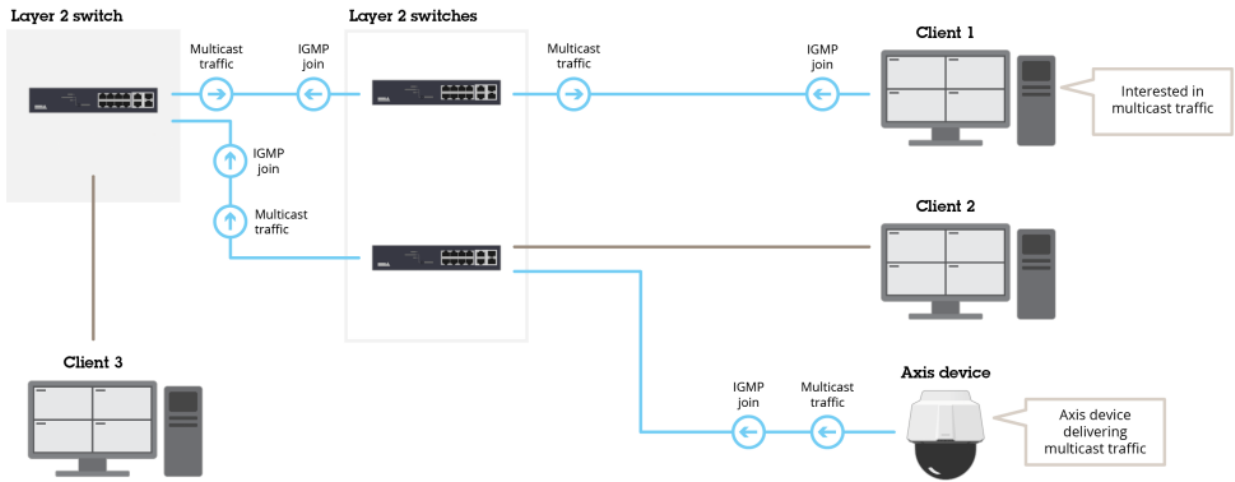 Layer 2 switch
Layer 2 switches
Client 1
Multicast
traffic
IGMP
join
Multicast
traffic
IGMP
join
Interested in
multicast traffic
IGMP
join
Multicast
traffic
Client 2
Client 3
Axis device
IGMP
join
Multicast
traffic
Axis device
delivering
multicast traffic